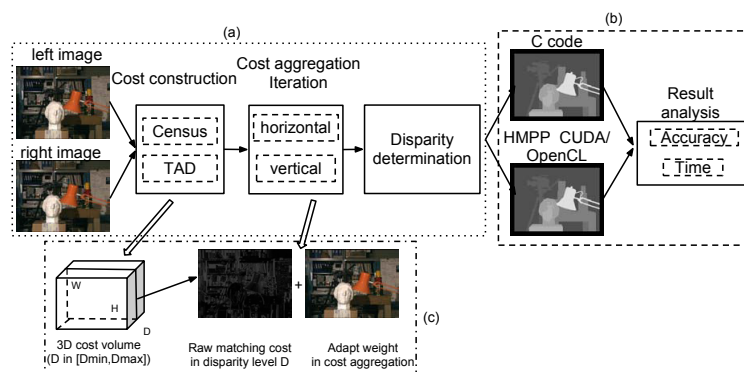 (a)
(b)
left image
Cost construction
Cost aggregation
Iteration
C code
Census
TAD
horizontal
vertical
Disparity
determination
right image
HMPP CUDA/
OpenCL
Result
analysis
Accuracy
Time
W
H
D
+
(c)
3D cost volume
(D in [Dmin,Dmax])
Raw matching cost
in disparity level D
Adapt weight
in cost aggregation